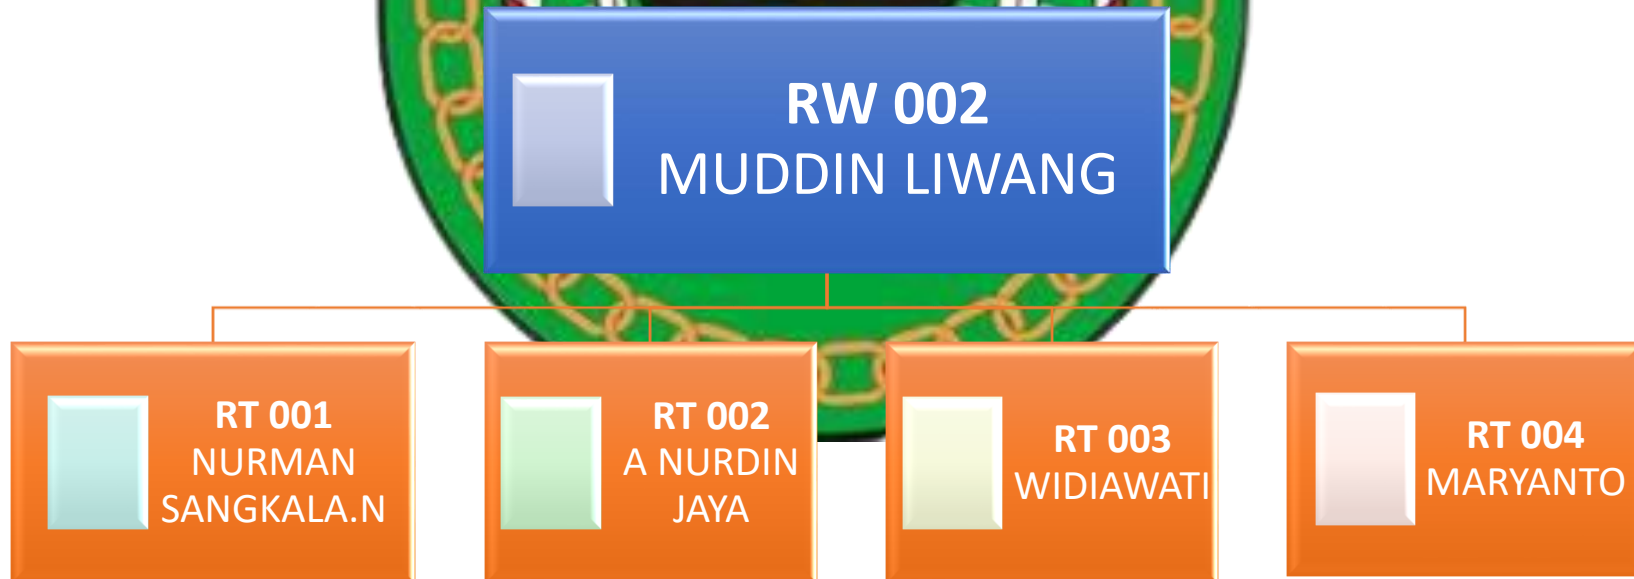 RW 002
MUDDIN LIWANG
RT 001
NURMAN
SANGKALA.N
RT 002
A NURDIN
JAYA
RT 003
WIDIAWATI
RT 004
MARYANTO